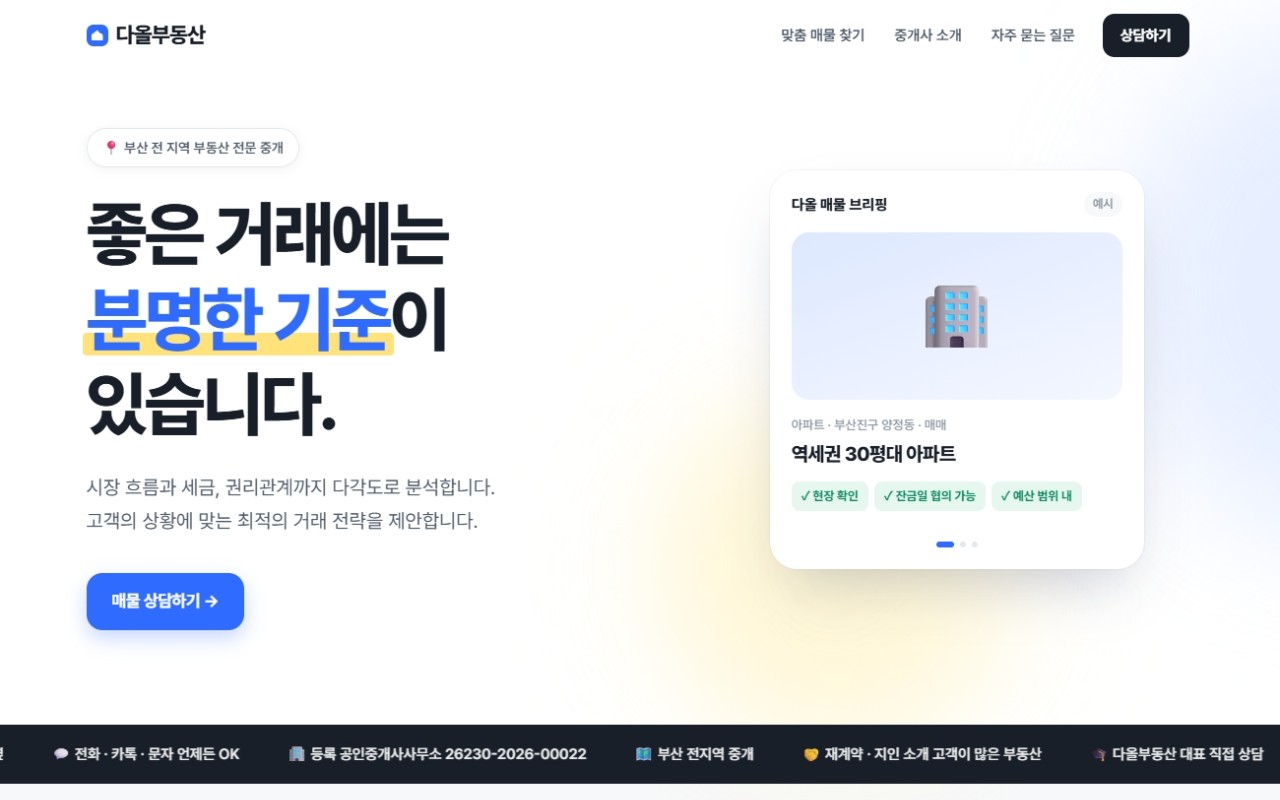 다올부동산
맞춤 매물 찾기
중개사 소개
자주 묻는 질문
상담하기
부산 전 지역 부동산 전문 중개
좋은 거래에는
분명한 기준이
있습니다.
시장 흐름과 세금, 권리관계까지 다각도로 분석합니다.
고객의 상황에 맞는 최적의 거래 전략을 제안합니다.
매물 상담하기 →
다올 매물 브리핑
예시
아파트 · 부산진구 양정동 · 매매
역세권 30평대 아파트
✓ 현장 확인
✓ 잔금일 협의 가능
✓ 예산 범위 내
전화 · 카톡 · 문자 언제든 OK
등록 공인중개사사무소 26230-2026-00022
부산 전지역 중개
재계약 · 지인 소개 고객이 많은 부동산
다올부동산 대표 직접 상담